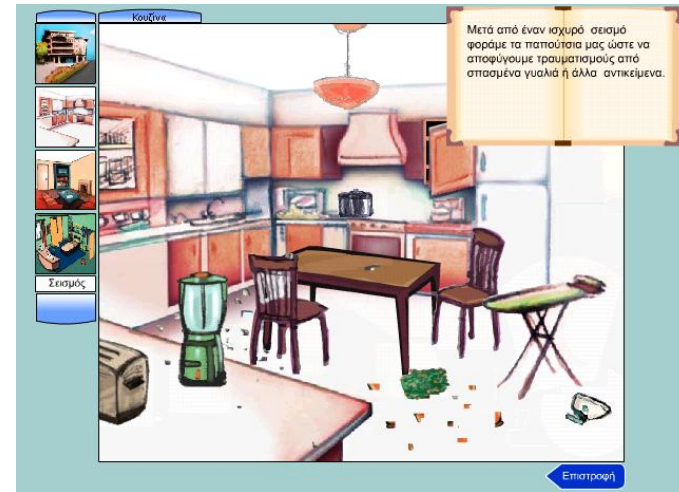 Κουζίνα
Μετά από έναν ισχυρό σεισμό
φοράμε τα παπούτσια μας ώστε να
αποφύγουμε τραυματισμούς από
σπασμένα γυαλιά ή άλλα αντικείμενα.
Σεισμός
Επιστροφή